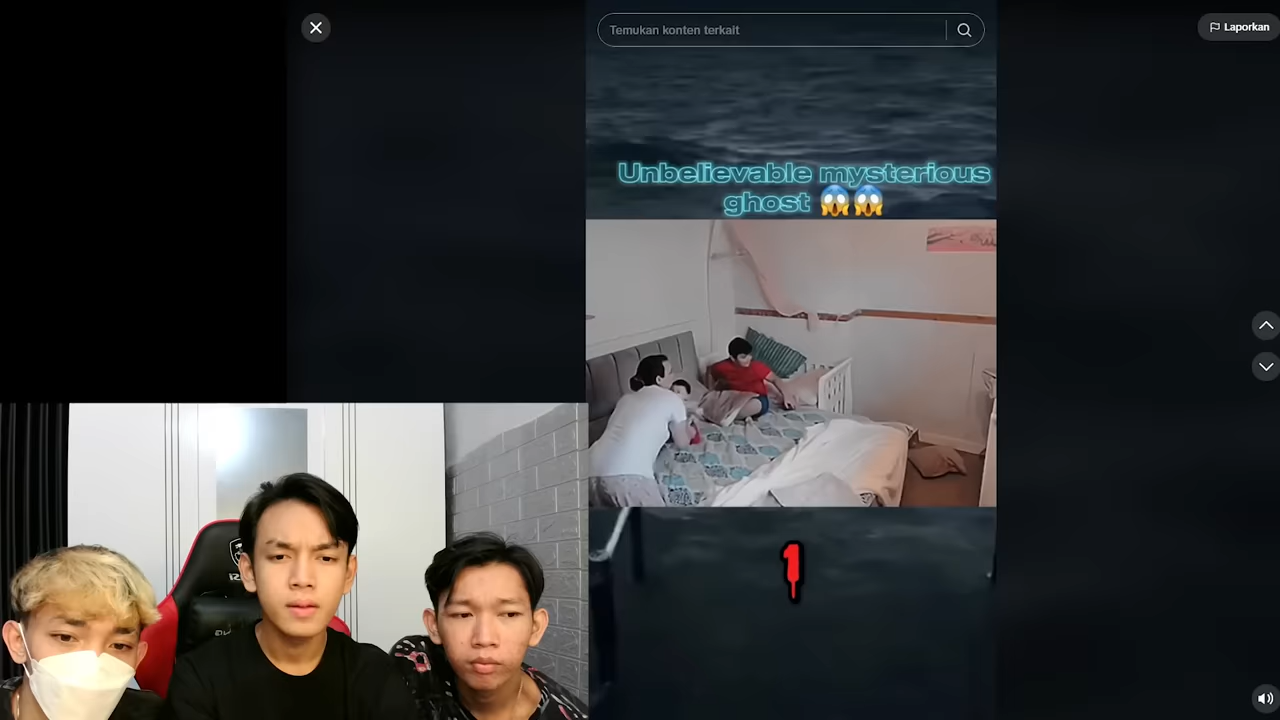 Temukan konten terkait
Laporkan
Unbelievable mysterious
ghost 😱😱
1